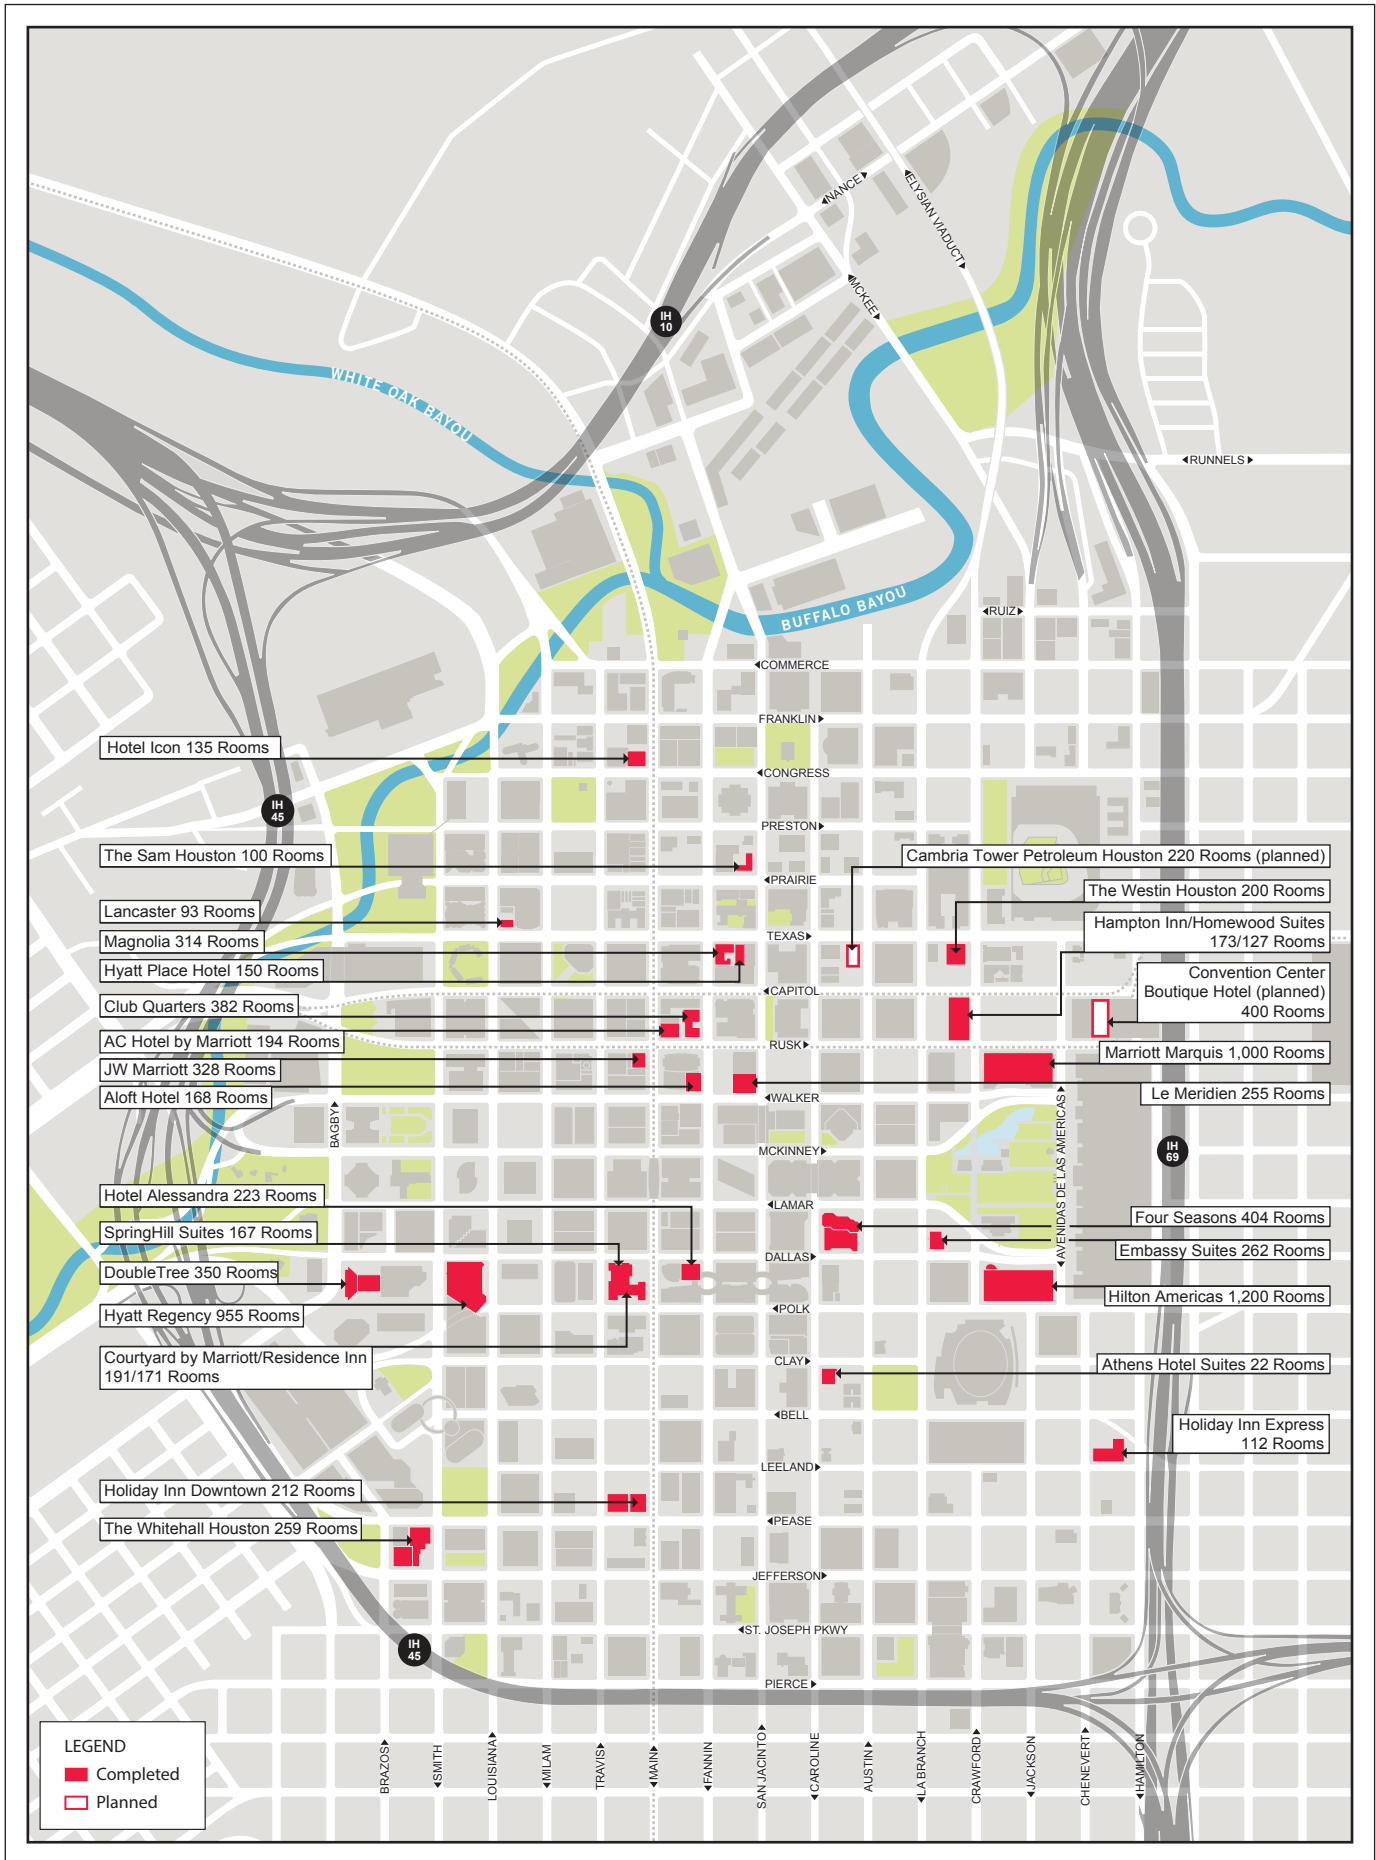 NANCE
ELYSIAN VIADUCT
MCKEE
IH
10
WHITE OAK BAYOU
RUNNELS
BUFFALO BAYOU
RUIZ
COMMERCE
FRANKLIN
Hotel Icon 135 Rooms
CONGRESS
IH
45
PRESTON
The Sam Houston 100 Rooms
Cambria Tower Petroleum Houston 220 Rooms (planned)
PRAIRIE
The Westin Houston 200 Rooms
Lancaster 93 Rooms
Hampton Inn/Homewood Suites
173/127 Rooms
TEXAS
Magnolia 314 Rooms
Hyatt Place Hotel 150 Rooms
Convention Center
Boutique Hotel (planned)
400 Rooms
CAPITOL
Club Quarters 382 Rooms
AC Hotel by Marriott 194 Rooms
RUSK
Marriott Marquis 1,000 Rooms
JW Marriott 328 Rooms
Aloft Hotel 168 Rooms
Le Meridien 255 Rooms
WALKER
BAGBY
AVENIDAS DE LAS AMERICAS
MCKINNEY
IH
69
Hotel Alessandra 223 Rooms
LAMAR
Four Seasons 404 Rooms
SpringHill Suites 167 Rooms
Embassy Suites 262 Rooms
DALLAS
DoubleTree 350 Rooms
Hilton Americas 1,200 Rooms
Hyatt Regency 955 Rooms
POLK
Courtyard by Marriott/Residence Inn
191/171 Rooms
CLAY
Athens Hotel Suites 22 Rooms
BELL
Holiday Inn Express
112 Rooms
LEELAND
Holiday Inn Downtown 212 Rooms
PEASE
The Whitehall Houston 259 Rooms
JEFFERSON
ST. JOSEPH PKWY
IH
45
PIERCE
LEGEND
Completed
Planned
BRAZOS
SMITH
LOUISIANA
MILAM
TRAVIS
MAIN
FANNIN
SAN JACINTO
CAROLINE
AUSTIN
LA BRANCH
CRAWFORD
JACKSON
CHENEVERT
HAMILTON